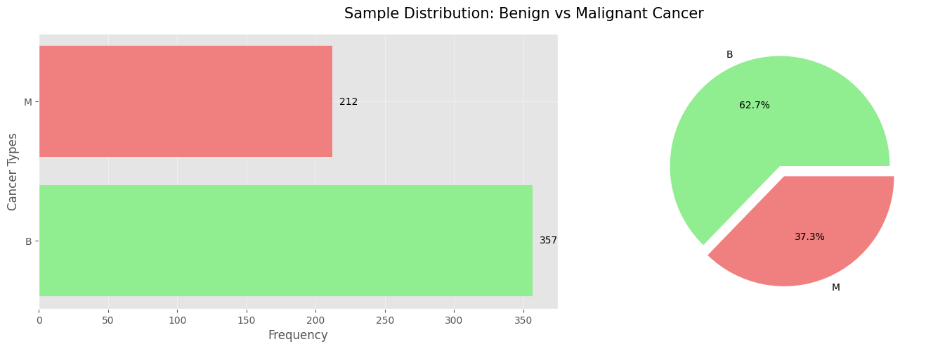 Sample Distribution: Benign vs Malignant Cancer
Cancer Types
M
212
B
357
0 50 100 150 200 250 300 350
Frequency
B
62.7%
37.3%
M